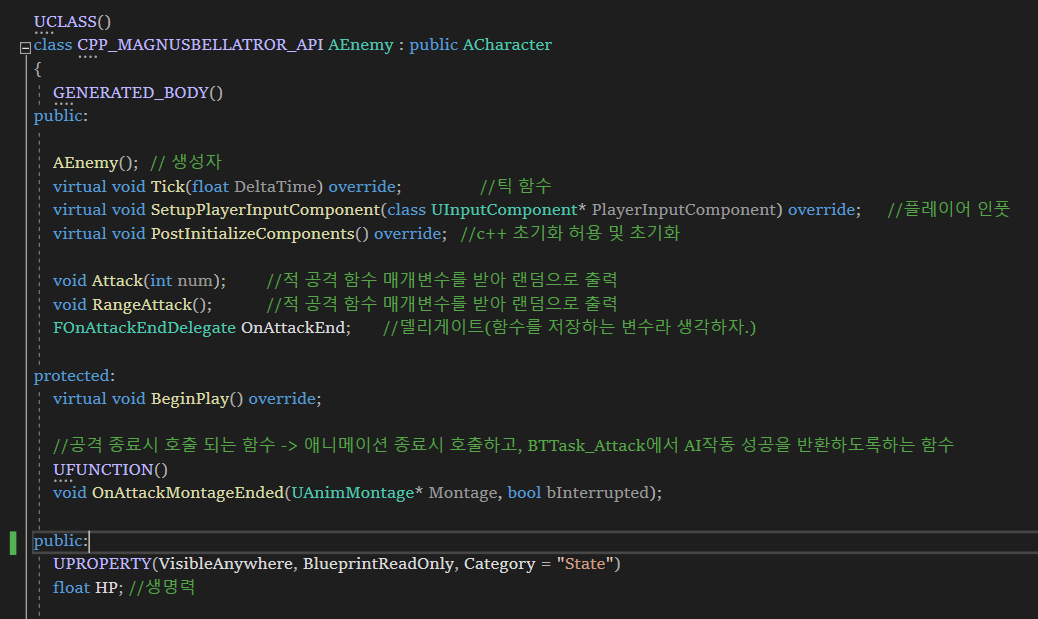 UCLASS()
class CPP_MAGNUSBELLATROR_API AEnemy : public ACharacter
{
GENERATED_BODY()
public:
AEnemy(); // 생성자
virtual void Tick(float DeltaTime) override; //틱 함수
virtual void SetupPlayerInputComponent(class UInputComponent* PlayerInputComponent) override; //플레이어 인풋
virtual void PostInitializeComponents() override; //c++ 초기화 허용 및 초기화
void Attack(int num); //적 공격 함수 매개변수를 받아 랜덤으로 출력
void RangeAttack(); //적 공격 함수 매개변수를 받아 랜덤으로 출력
FOnAttackEndDelegate OnAttackEnd; //델리게이트(함수를 저장하는 변수라 생각하자.)
protected:
virtual void BeginPlay() override;
//공격 종료시 호출 되는 함수 -> 애니메이션 종료시 호출하고, BTTask_Attack에서 AI작동 성공을 반환하도록하는 함수
UFUNCTION()
void OnAttackMontageEnded(UAnimMontage* Montage, bool bInterrupted);
public:
UPROPERTY(VisibleAnywhere, BlueprintReadOnly, Category = "State")
float HP; //생명력